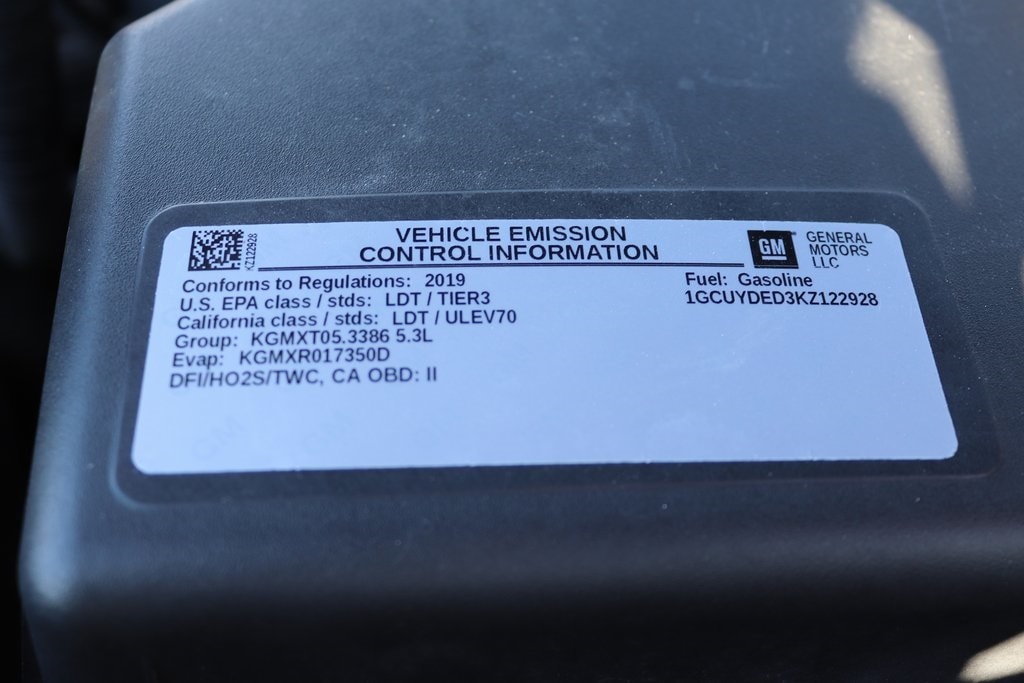 KZ122928
VEHICLE EMISSION
CONTROL INFORMATION
GM
GENERAL
MOTORS
LLC
Conforms to Regulations: 2019
U.S. EPA class / stds: LDT / TIER3
California class / stds: LDT / ULEV70
Group: KGMXT05.3386 5.3L
Evap: KGMXR017350D
DFI/HO2S/TWC, CA OBD: II
Fuel: Gasoline
1GCUYDED3KZ122928